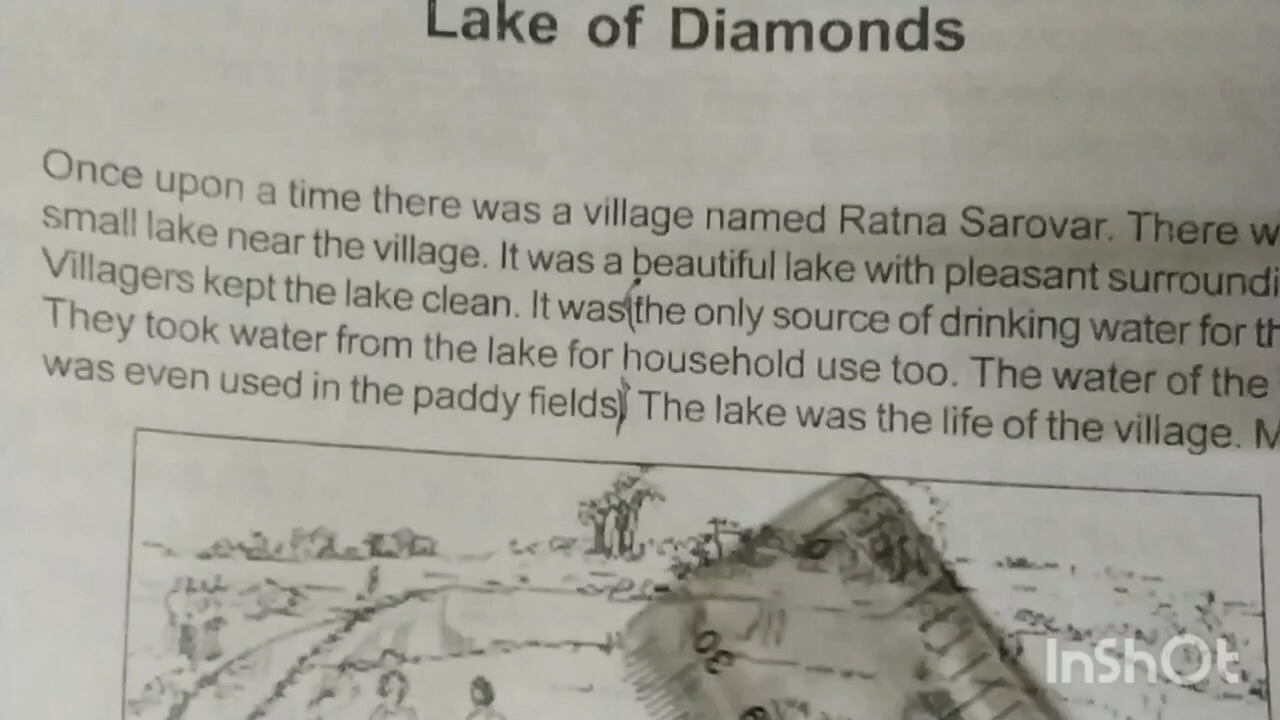 Lake of Diamonds
Once upon a time there was a village named Ratna Sarovar. There w
small lake near the village. It was a beautiful lake with pleasant surroundi
Villagers kept the lake clean. It was (the only source of drinking water for th
They took water from the lake for household use too. The water of the
was even used in the paddy fields) The lake was the life of the village. M
30
InShOt